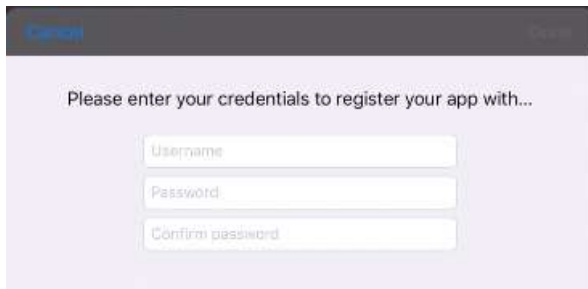 Cancel
Done
Please enter your credentials to register your app with...
Username
Password
Confirm password